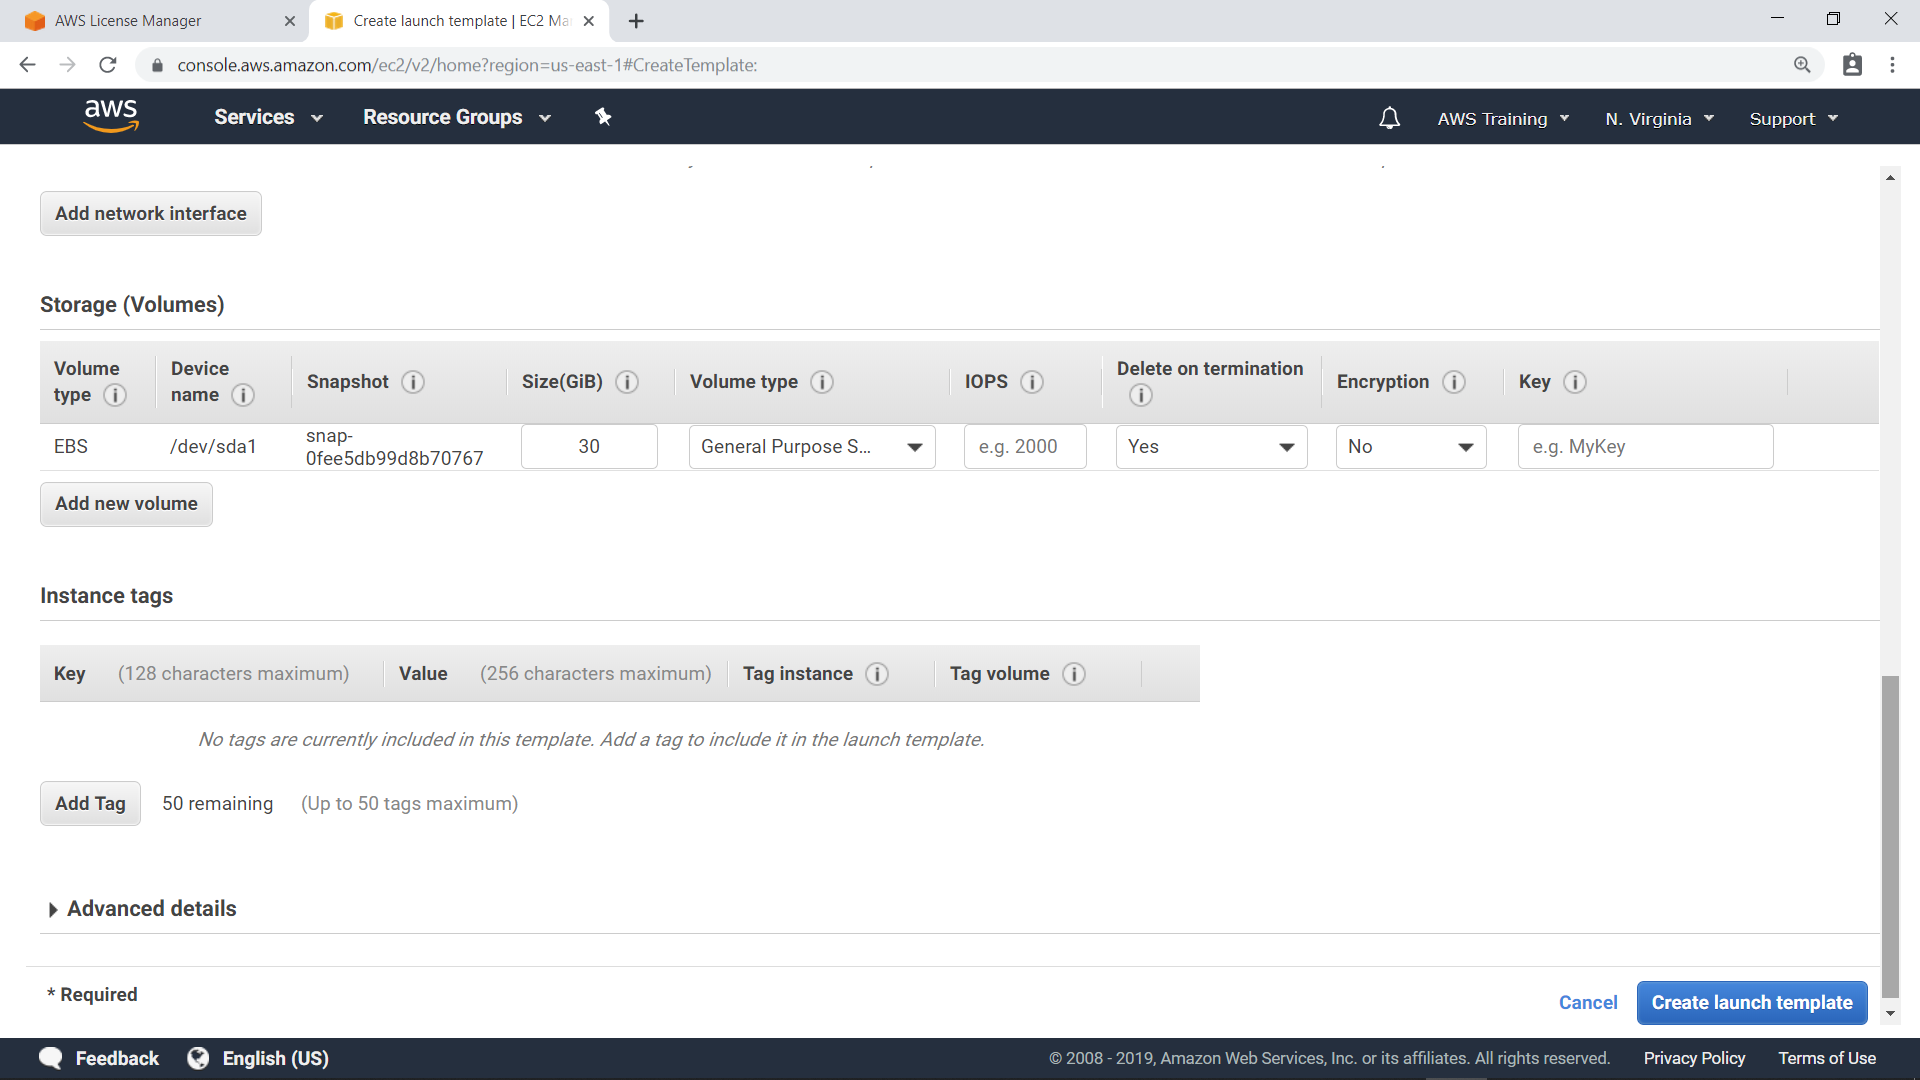 AWS License Manager
Create launch template | EC2 Ma
console.aws.amazon.com/ec2/v2/home?region=us-east-1#CreateTemplate:
aws Services Resource Groups AWS Training N. Virginia Support
Add network interface
Storage (Volumes)
Volume type Device name Snapshot Size(GiB) Volume type IOPS Delete on termination Encryption Key
EBS /dev/sda1 snap-0fee5db99d8b70767 30 General Purpose S... e.g. 2000 Yes No e.g. MyKey
Add new volume
Instance tags
Key (128 characters maximum) Value (256 characters maximum) Tag instance Tag volume
No tags are currently included in this template. Add a tag to include it in the launch template.
Add Tag 50 remaining (Up to 50 tags maximum)
Advanced details
* Required
Cancel Create launch template
Feedback English (US) © 2008 - 2019, Amazon Web Services, Inc. or its affiliates. All rights reserved. Privacy Policy Terms of Use